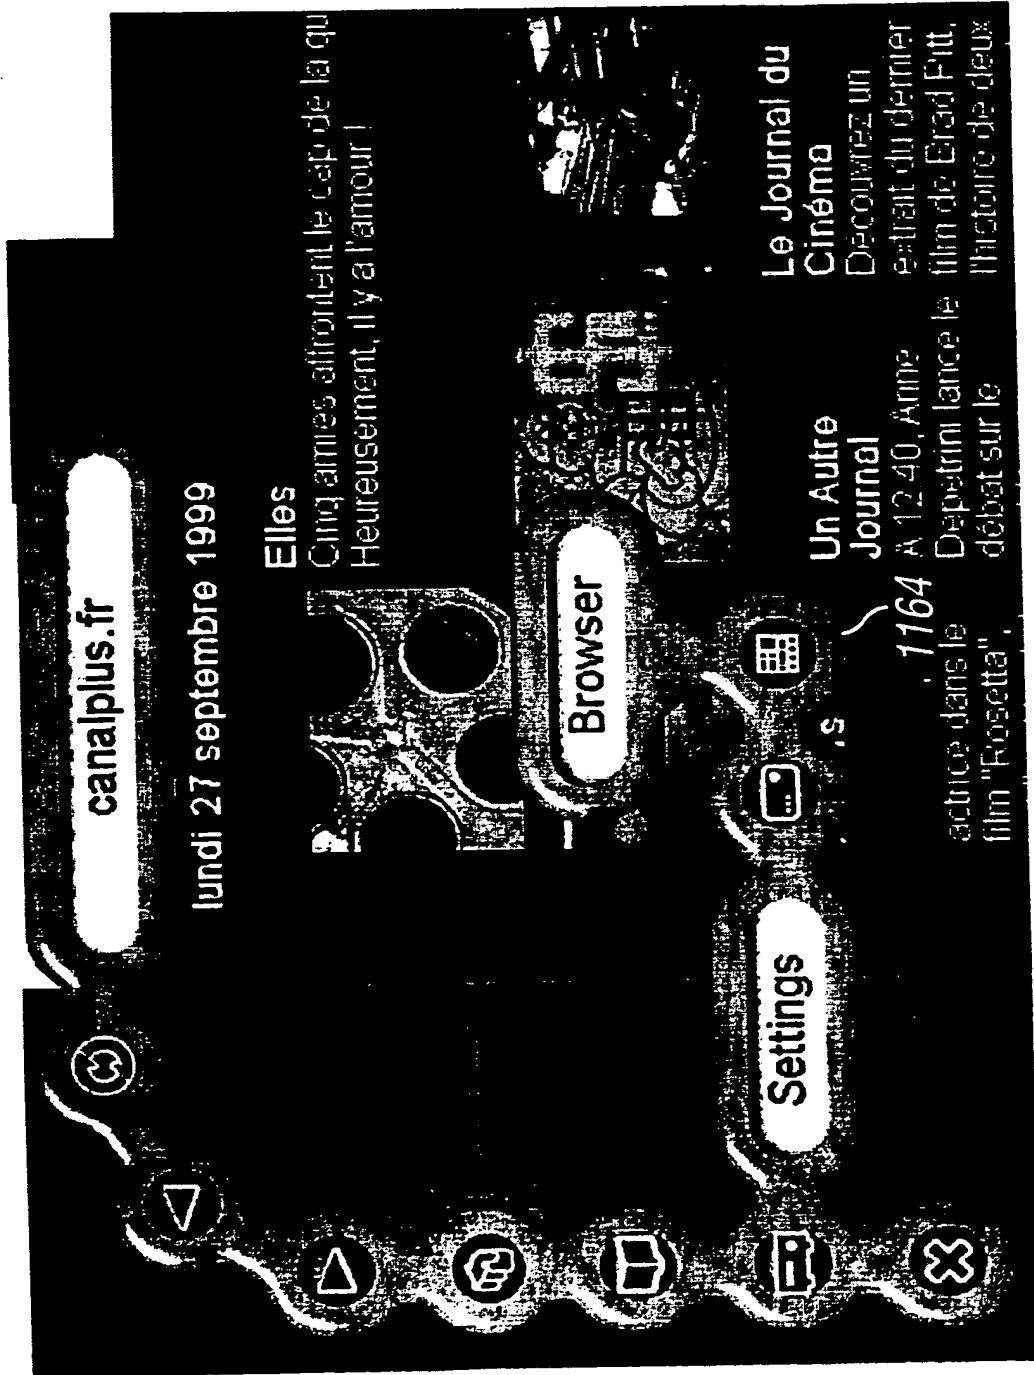 canalplus.fr
lundi 27 septembre 1999
Elles
Cinq amies affrontent le cap de la qu
Heureusement, il y a l'amour !
Browser
Settings
1164
actrice dans le
film "Rosetta",
Un Autre
Journal
A 12.40, Anne
Depetrini lance le
débat sur le
Le Journal du
Cinéma
Decouvrez un
extrait du dernier
film de Brad Pitt,
l'histoire de deux